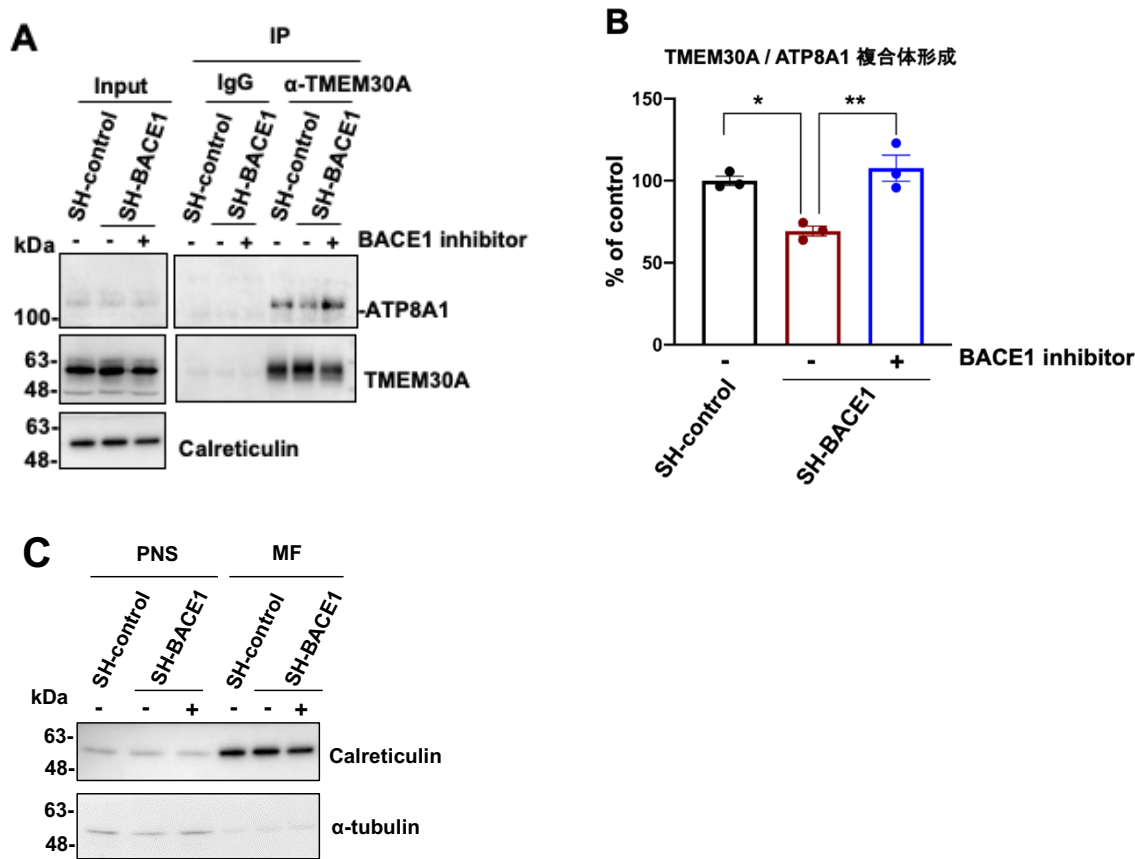 A
IP
Input
IgG
α-TMEM30A
SH-control
SH-BACE1
SH-control
SH-BACE1
SH-control
SH-BACE1
kDa
- - + - - + - - + BACE1 inhibitor
100-
-ATP8A1
63-
48-
TMEM30A
63-
48-
Calreticulin
B
TMEM30A / ATP8A1 複合体形成
% of control
150
100
50
0
*
**
- - + BACE1 inhibitor
SH-control
SH-BACE1
C
PNS
MF
SH-control
SH-BACE1
SH-control
SH-BACE1
kDa
- - + - - +
63-
48-
Calreticulin
63-
48-
α-tubulin